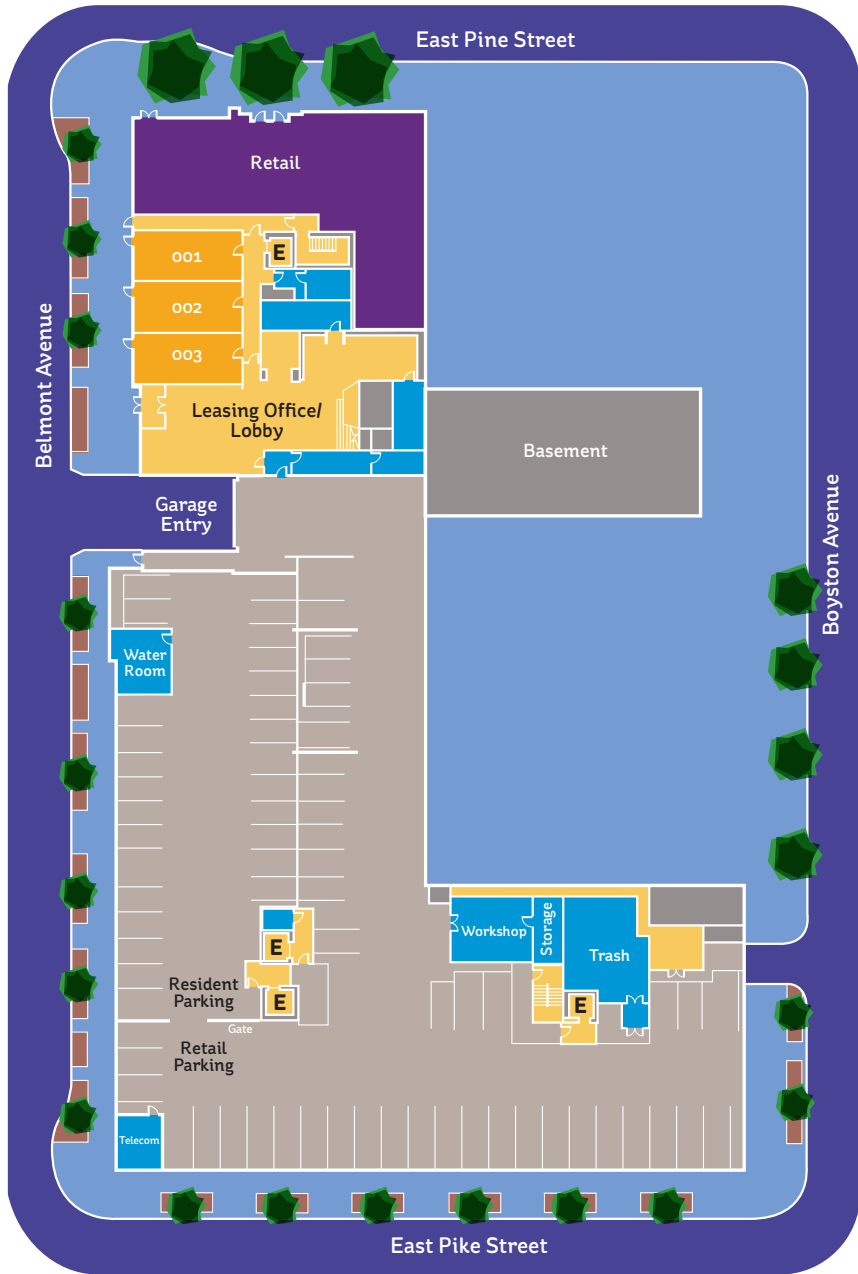 East Pine Street
Retail
E
001
002
003
Belmont Avenue
Leasing Office/
Lobby
Basement
Garage
Entry
Boyston Avenue
Water
Room
Workshop
Storage
Trash
E
Resident
Parking
E
E
Gate
Retail
Parking
Telecom
East Pike Street